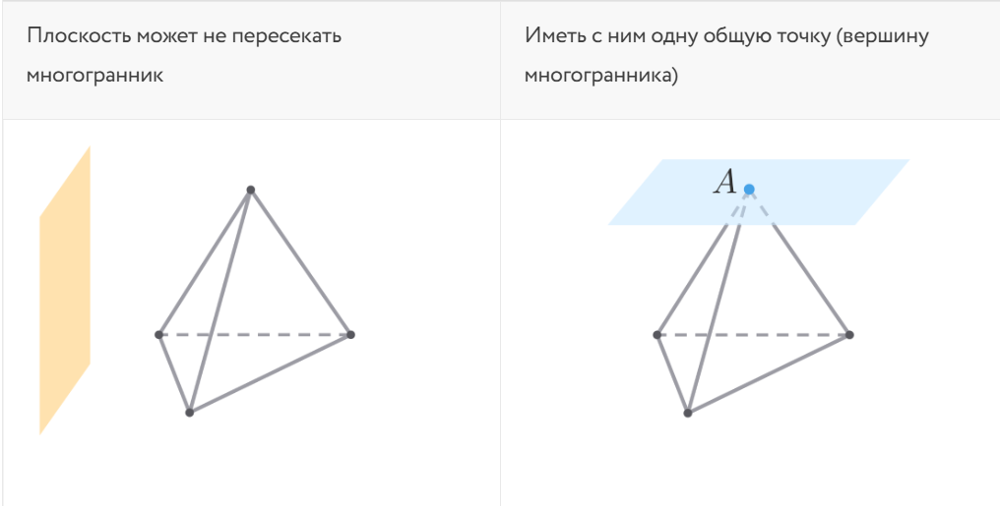 Плоскость может не пересекать
многогранник
Иметь с ним одну общую точку (вершину
многогранника)
A